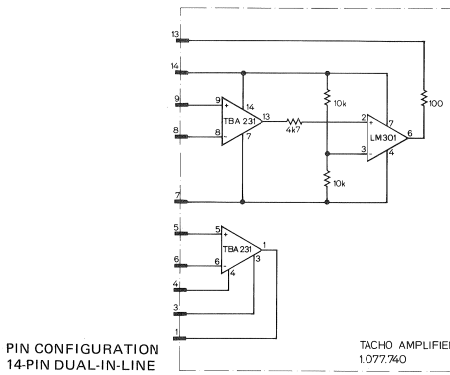 13
14
10k
100
9 9 +
14
TBA 231
13
4k7
2 +
7
LM301
6
8 8 -
7
3 -
4
10k
7
5 5 +
TBA 231
1
6 6 -
3
4
4
3
1
PIN CONFIGURATION
14-PIN DUAL-IN-LINE
TACHO AMPLIFIER
1.077.740